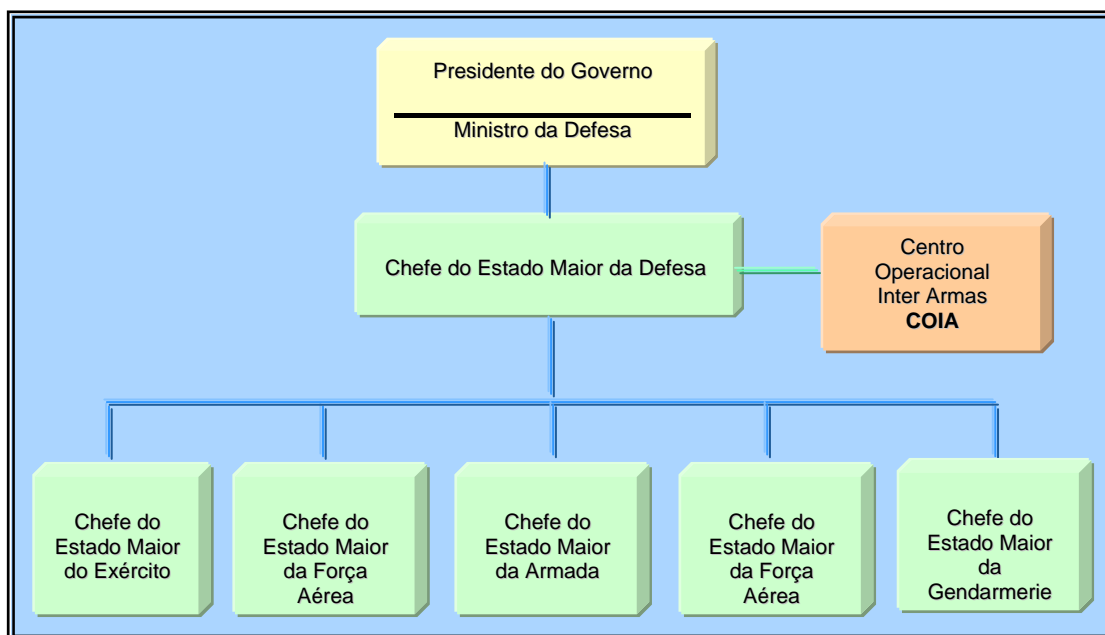 Presidente do Governo
Ministro da Defesa
Chefe do Estado Maior da Defesa
Centro
Operacional
Inter Armas
COIA
Chefe do
Estado Maior
do Exército
Chefe do
Estado Maior
da Força
Aérea
Chefe do
Estado Maior
da Armada
Chefe do
Estado Maior
da Força
Aérea
Chefe do
Estado Maior
da
Gendarmerie